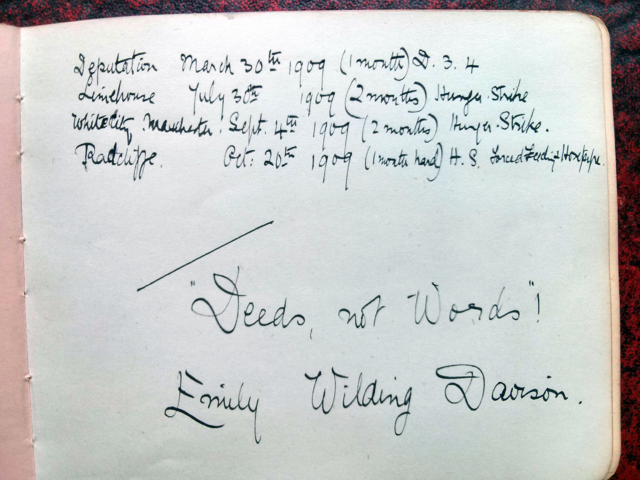 Deputation March 30th 1909 (1 month) D. 3. 4
Limehouse July 30th 1909 (2 months) Hunger-Strike
White City, Manchester: Sept. 4th 1909 (2 months) Hunger-Strike.
Radcliffe. Oct: 20th 1909 (1 month hard) H. S. Forced Feeding & Hosepipe.
"Deeds, not Words"!
Emily Wilding Davison.